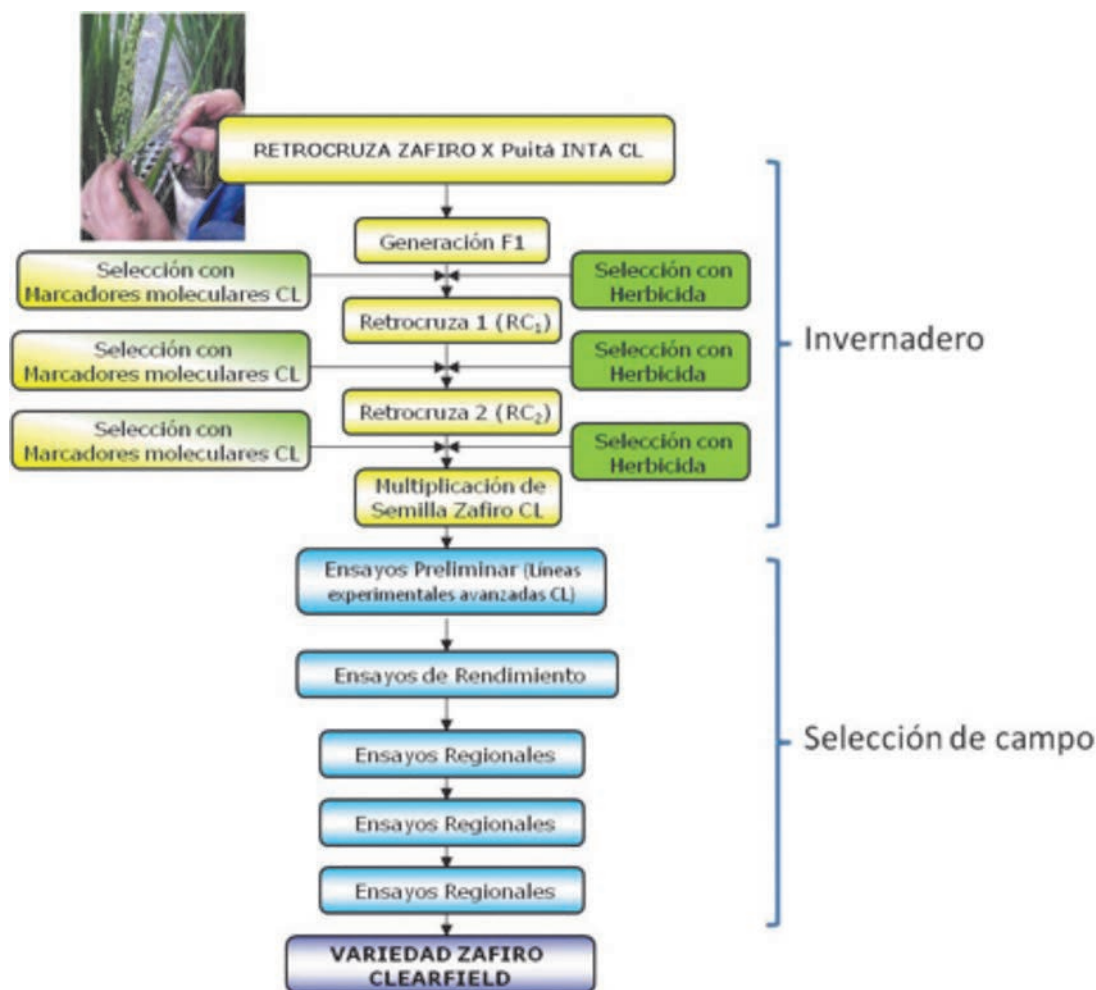 RETROCRUZA ZAFIRO X Puitá INTA CL
Generación F1
Selección con
Marcadores moleculares CL
Selección con
Herbicida
Retrocruza 1 (RC₁)
Selección con
Marcadores moleculares CL
Selección con
Herbicida
Retrocruza 2 (RC₂)
Selección con
Marcadores moleculares CL
Selección con
Herbicida
Multiplicación de
Semilla Zafiro CL
Invernadero
Ensayos Preliminar (Líneas
experimentales avanzadas CL)
Ensayos de Rendimiento
Ensayos Regionales
Ensayos Regionales
Ensayos Regionales
Selección de campo
VARIEDAD ZAFIRO
CLEARFIELD